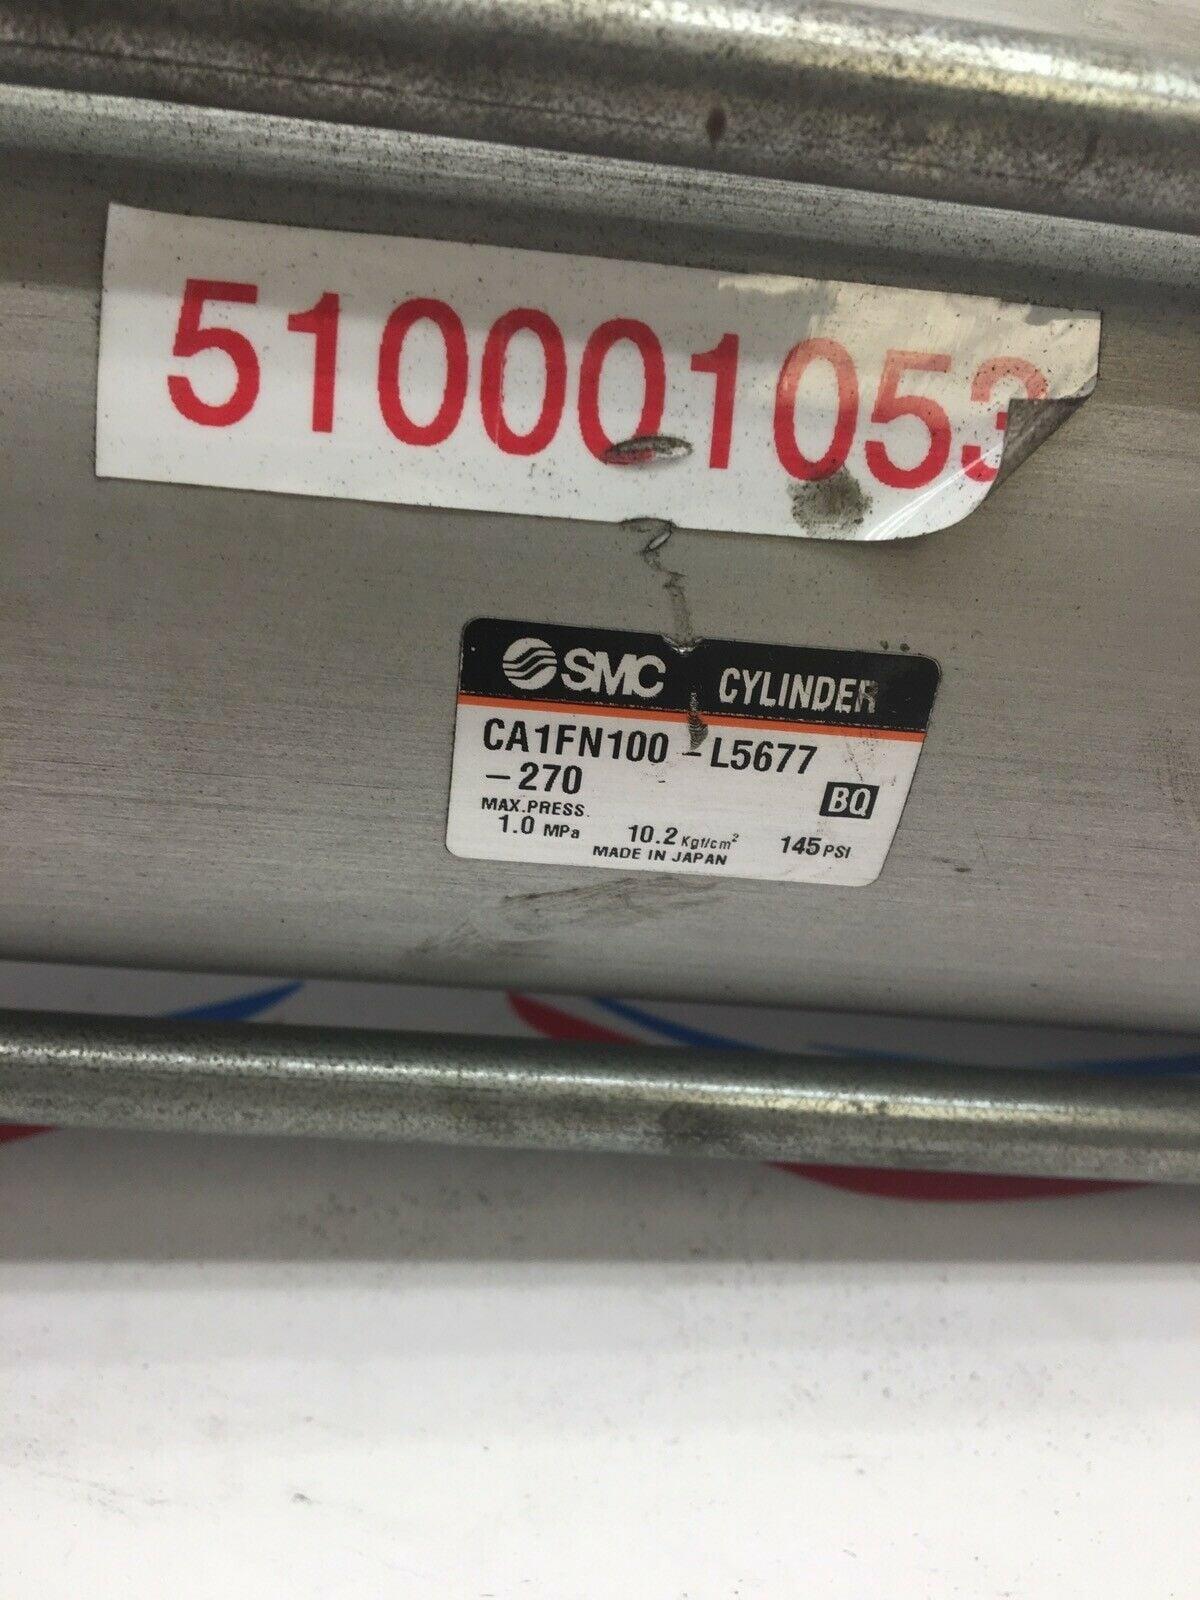 510001053
SMC CYLINDER
CA1FN100-L5677
-270
BQ
MAX.PRESS.
1.0 MPa 10.2 Kgf/cm² 145 PSI
MADE IN JAPAN